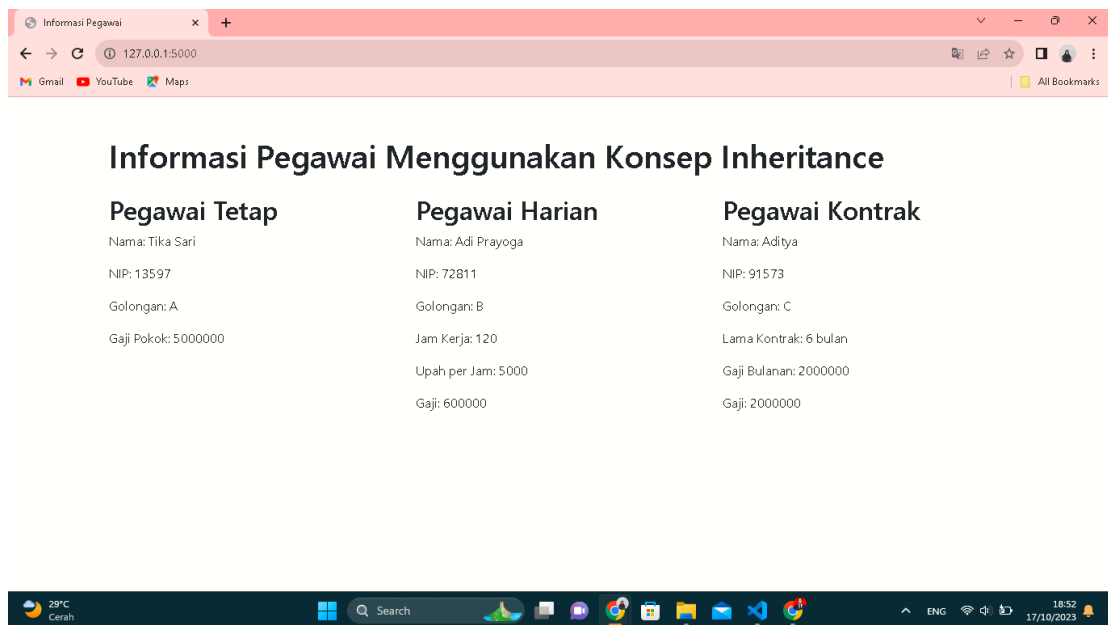 Informasi Pegawai
127.0.0.1:5000
Gmail YouTube Maps All Bookmarks
Informasi Pegawai Menggunakan Konsep Inheritance
Pegawai Tetap
Nama: Tika Sari
NIP: 13597
Golongan: A
Gaji Pokok: 5000000
Pegawai Harian
Nama: Adi Prayoga
NIP: 72811
Golongan: B
Jam Kerja: 120
Upah per Jam: 5000
Gaji: 600000
Pegawai Kontrak
Nama: Aditya
NIP: 91573
Golongan: C
Lama Kontrak: 6 bulan
Gaji Bulanan: 2000000
Gaji: 2000000
29°C
Cerah
Search
ENG
18:52
17/10/2023